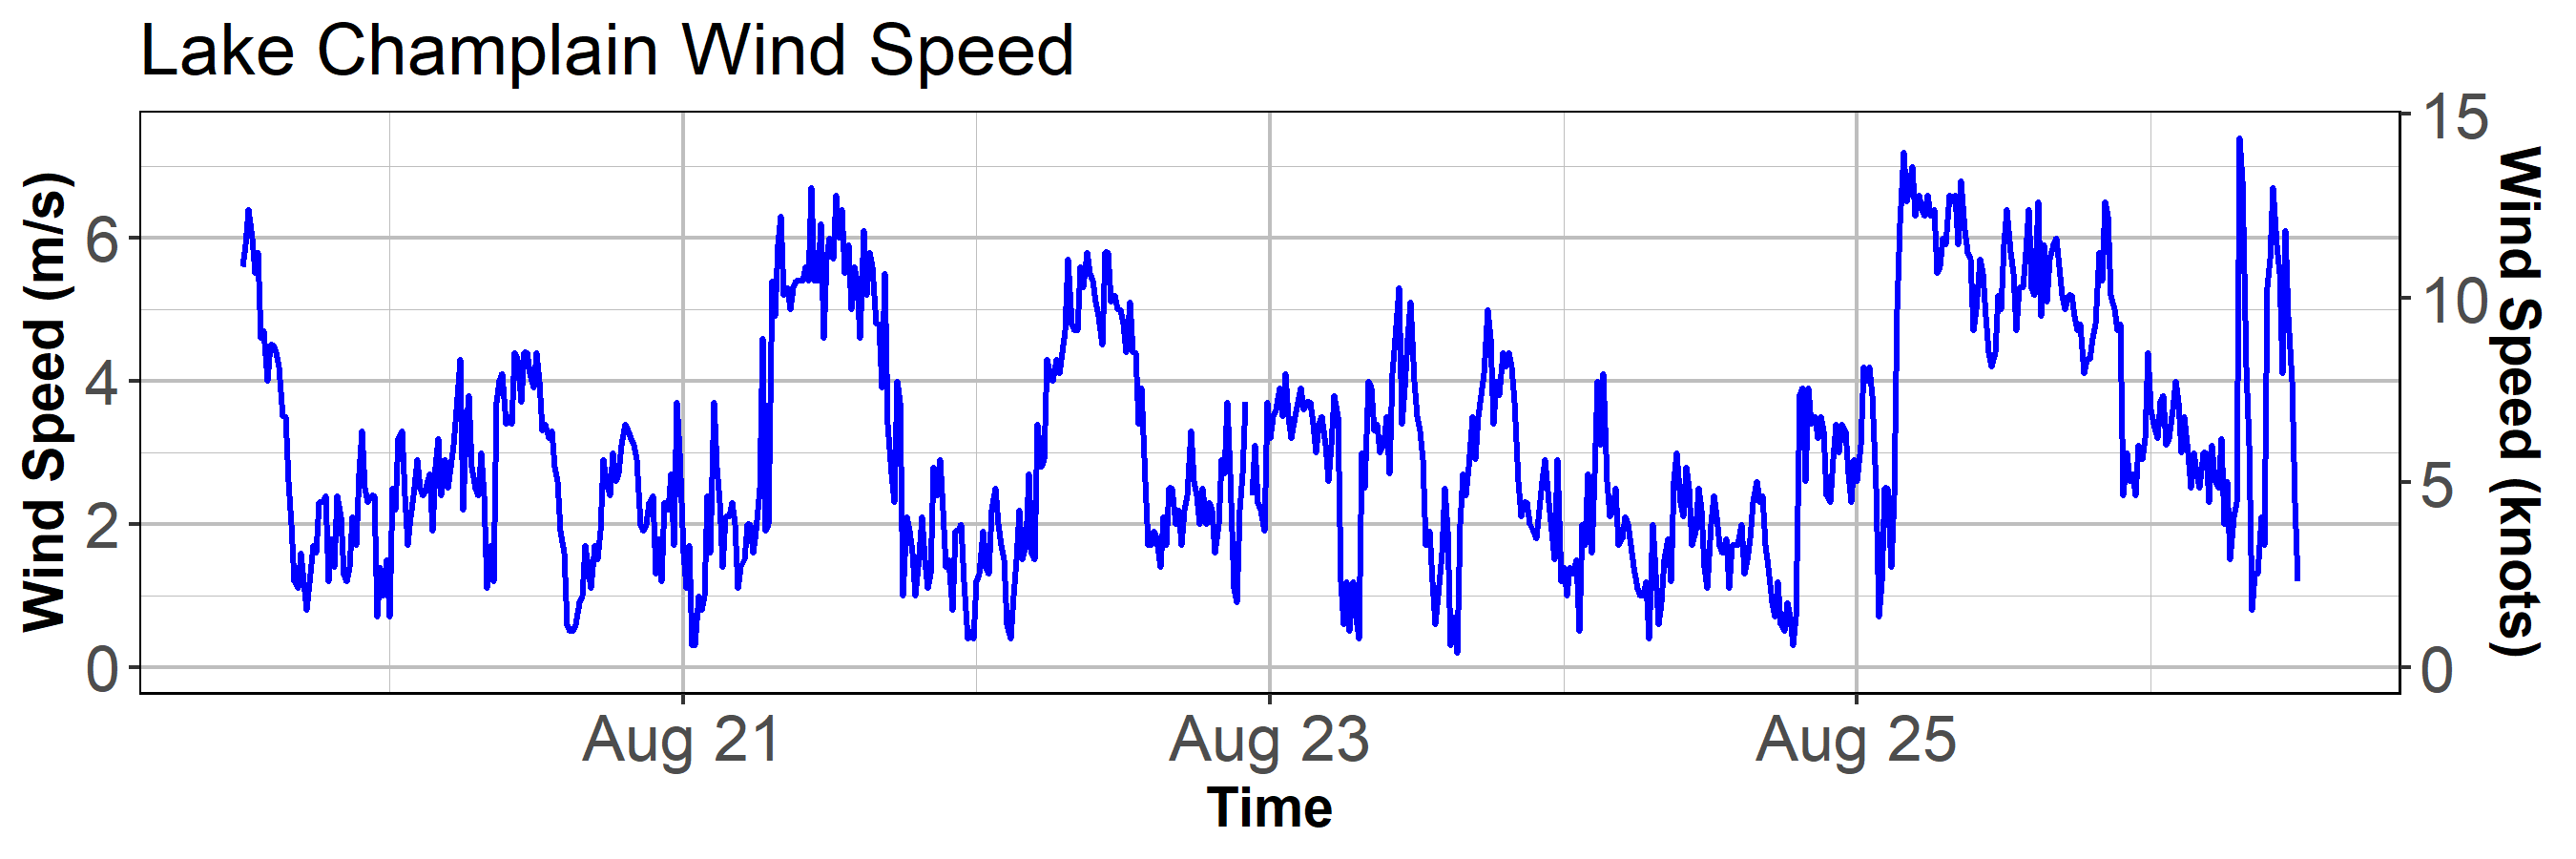 Lake Champlain Wind Speed
Wind Speed (m/s)
6
4
2
0
15
10
5
0
Wind Speed (knots)
Aug 21
Aug 23
Aug 25
Time